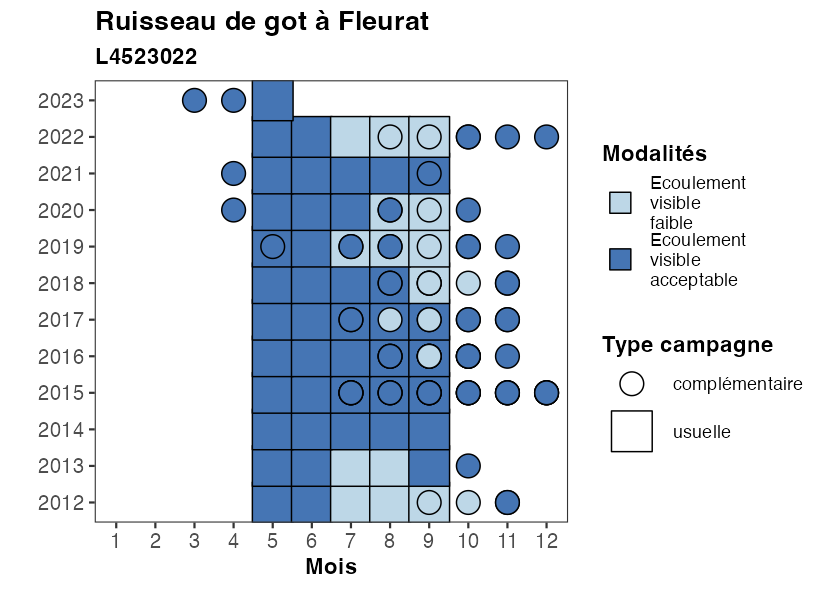 Ruisseau de got à Fleurat
L4523022
2023
2022
2021
2020
2019
2018
2017
2016
2015
2014
2013
2012
1 2 3 4 5 6 7 8 9 10 11 12
Mois
Modalités
Ecoulement
visible
faible
Ecoulement
visible
acceptable
Type campagne
complémentaire
usuelle